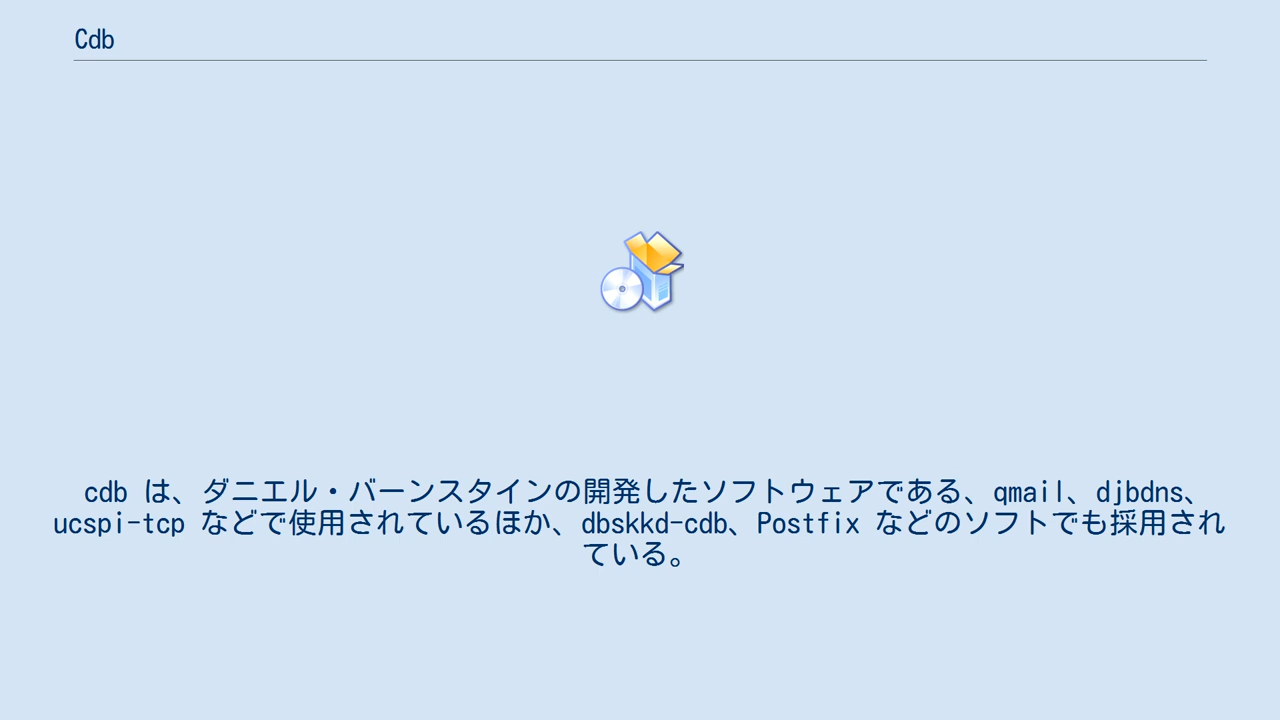 Cdb
cdb は、ダニエル・バーンスタインの開発したソフトウェアである、qmail、djbdns、
ucspi-tcp などで使用されているほか、dbskkd-cdb、Postfix などのソフトでも採用され
ている。